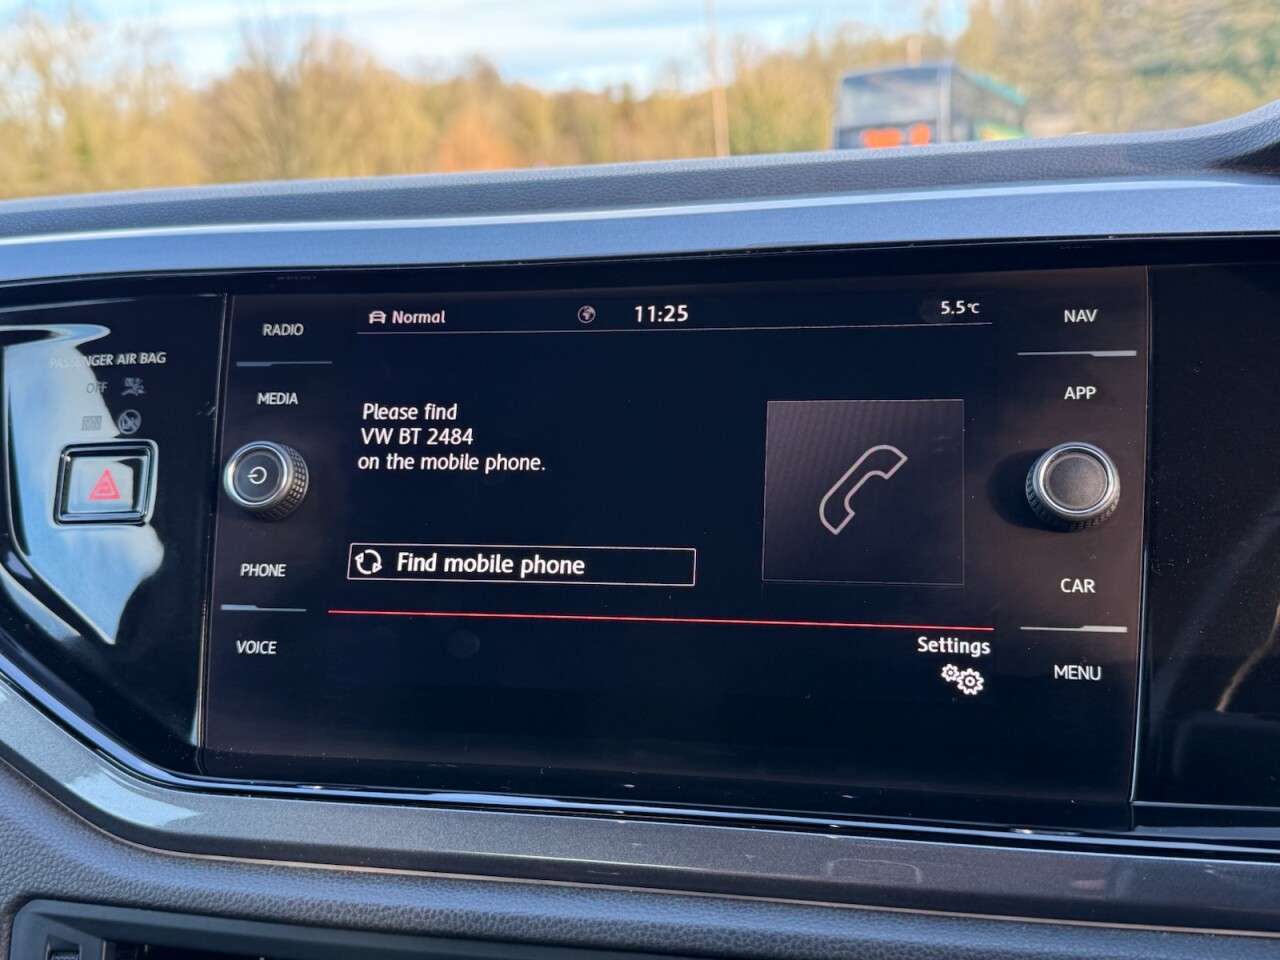 Normal
11:25
5.5°C
RADIO
NAV
PASSENGER AIR BAG
OFF
MEDIA
APP
Please find
VW BT 2484
on the mobile phone.
PHONE
Find mobile phone
CAR
VOICE
Settings
MENU